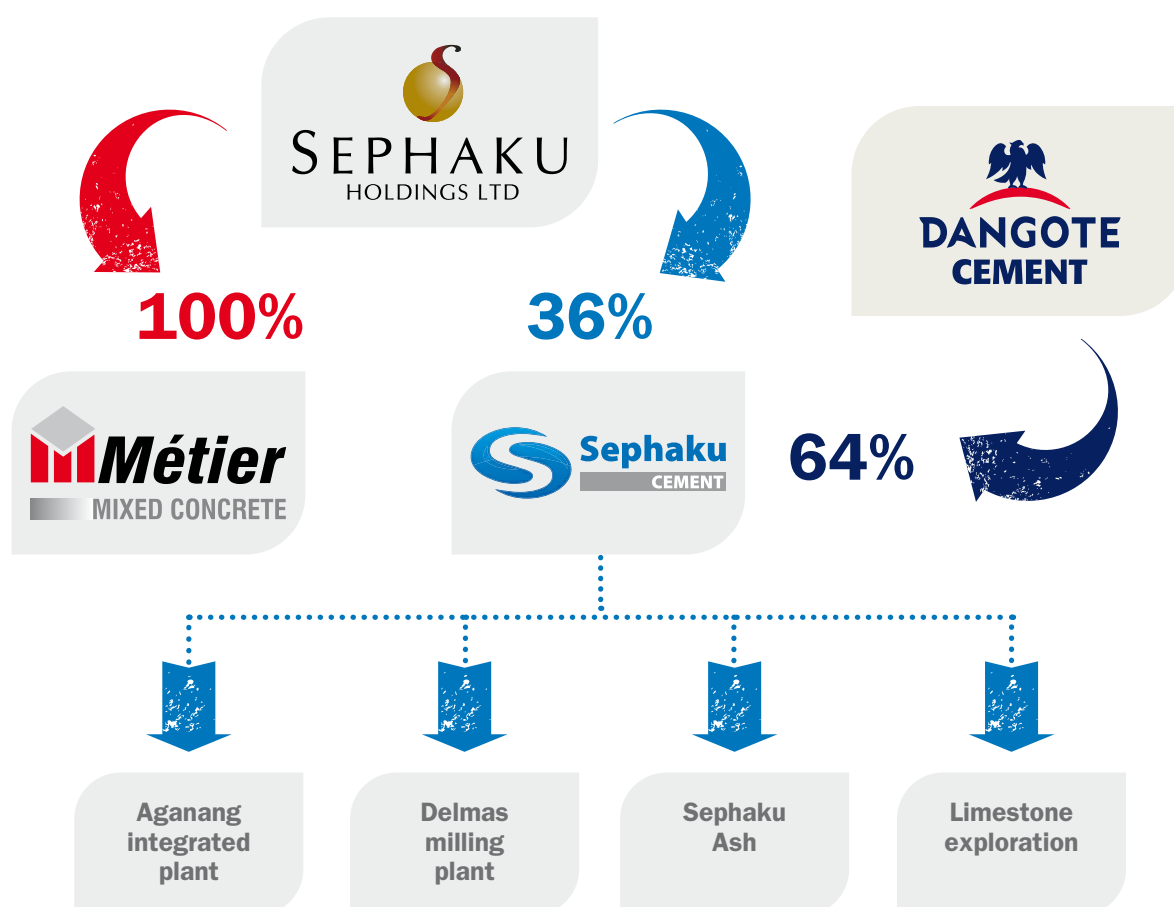 SEPHAKU
HOLDINGS LTD
DANGOTE
CEMENT
100%
36%
Métier
MIXED CONCRETE
Sephaku
CEMENT
64%
Aganang
integrated
plant
Delmas
milling
plant
Sephaku
Ash
Limestone
exploration